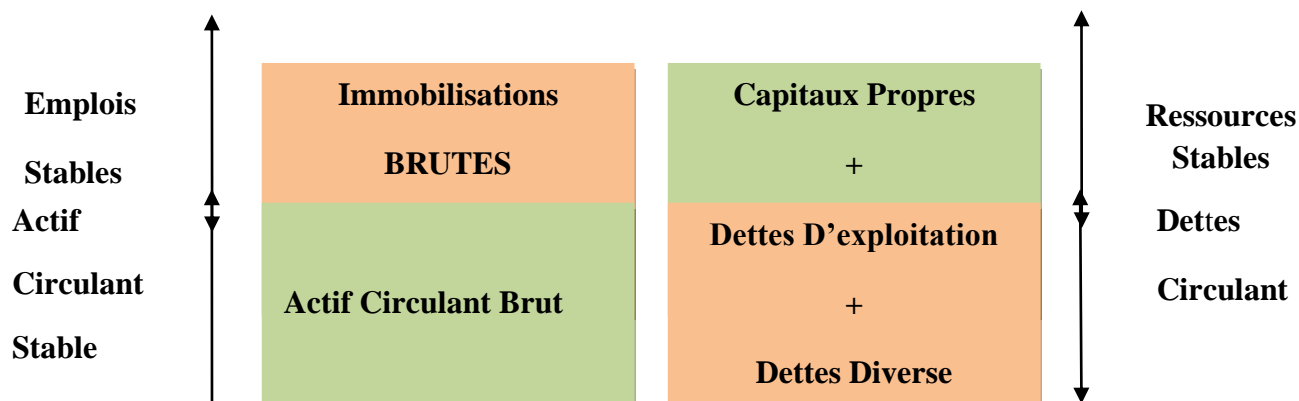 Emplois
Stables
Actif
Circulant
Stable
Immobilisations
BRUTES
Actif Circulant Brut
Capitaux Propres
+
Dettes D’exploitation
+
Dettes Diverse
Ressources
Stables
Dettes
Circulant